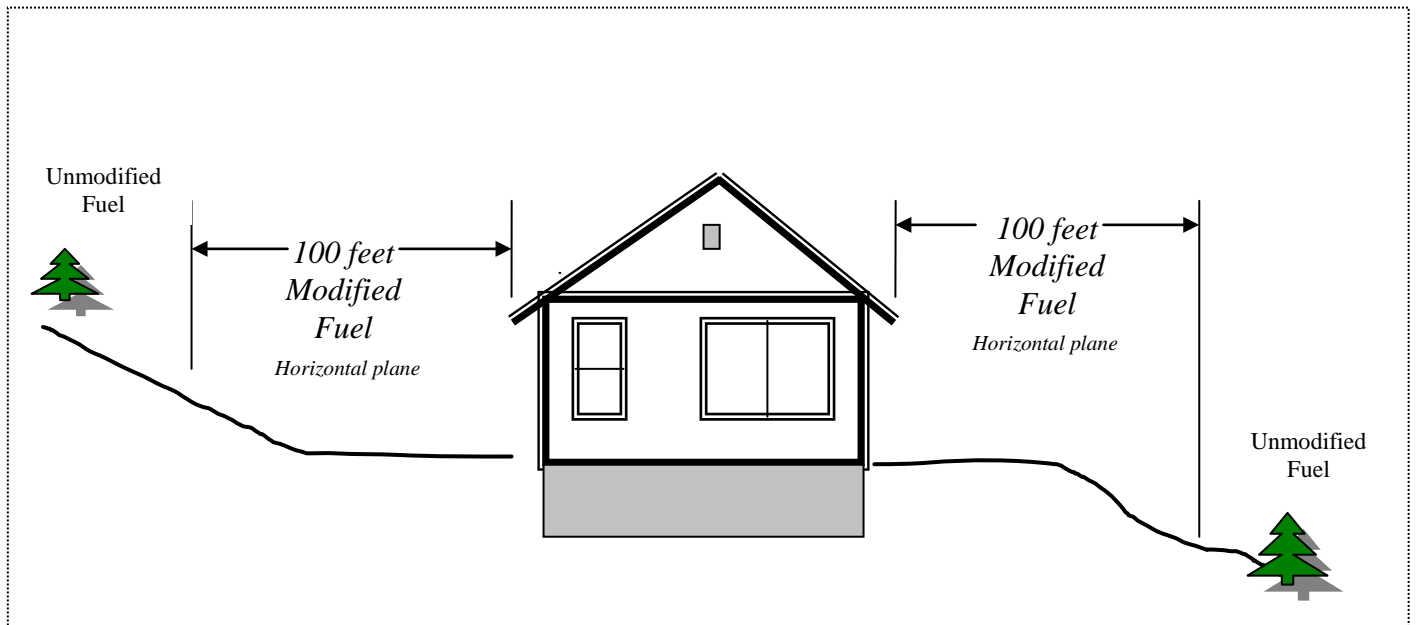 Unmodified
Fuel
100 feet
Modified
Fuel
Horizontal plane
100 feet
Modified
Fuel
Horizontal plane
Unmodified
Fuel